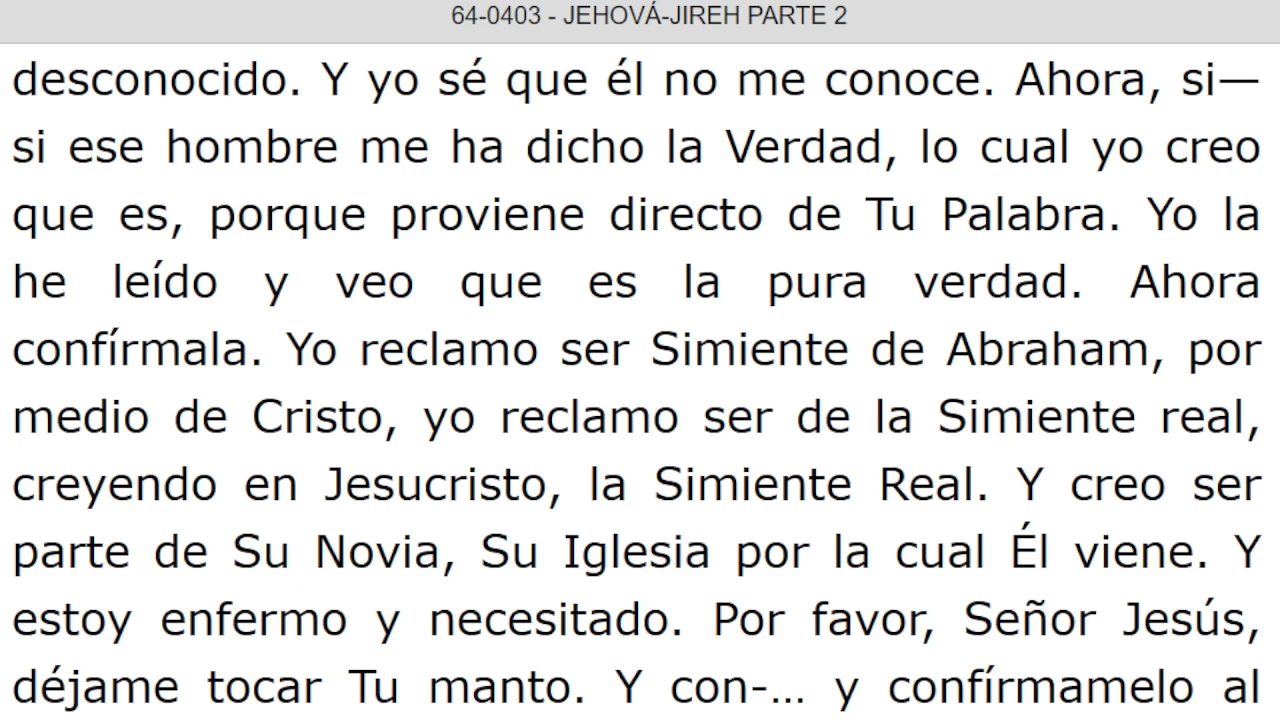 64-0403 - JEHOVÁ-JIREH PARTE 2
desconocido. Y yo sé que él no me conoce. Ahora, si—
si ese hombre me ha dicho la Verdad, lo cual yo creo
que es, porque proviene directo de Tu Palabra. Yo la
he leído y veo que es la pura verdad. Ahora
confírmala. Yo reclamo ser Simiente de Abraham, por
medio de Cristo, yo reclamo ser de la Simiente real,
creyendo en Jesucristo, la Simiente Real. Y creo ser
parte de Su Novia, Su Iglesia por la cual Él viene. Y
estoy enfermo y necesitado. Por favor, Señor Jesús,
déjame tocar Tu manto. Y con-... y confírmamelo al